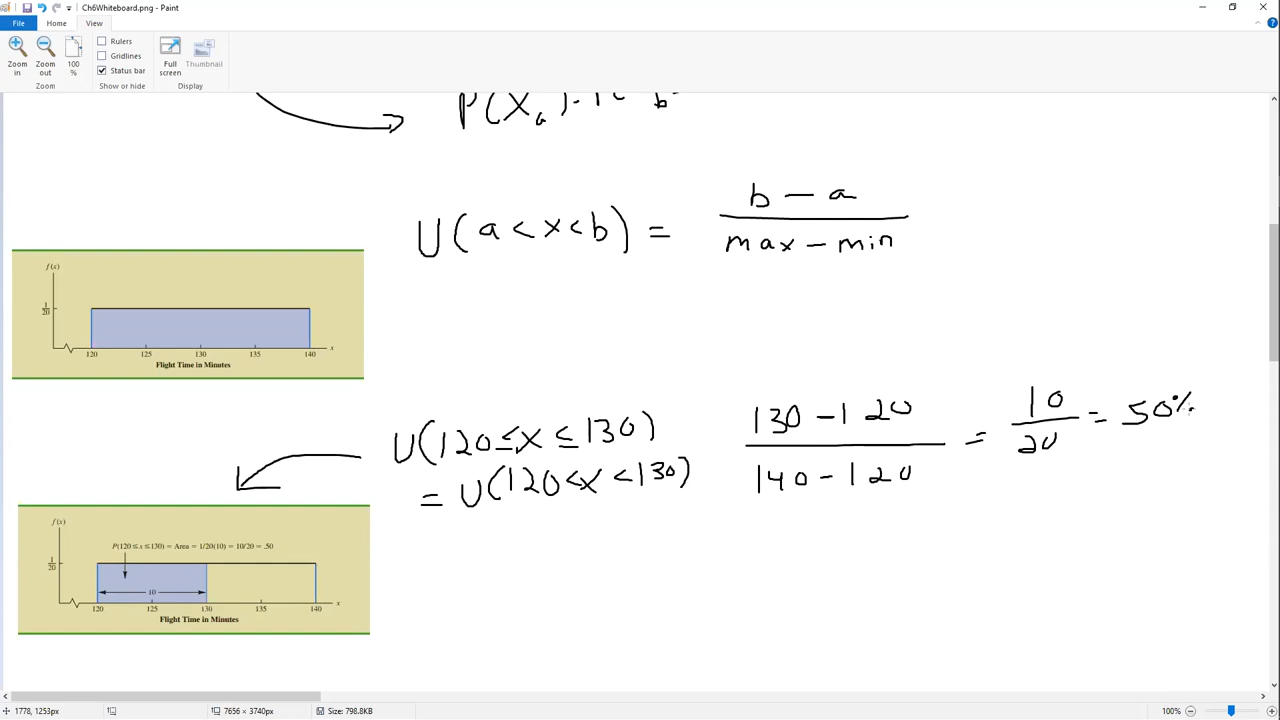 Ch6Whiteboard.png - Paint
File Home View
Zoom in
Zoom out
100 %
Rulers
Gridlines
Status bar
Full screen
Thumbnail
Zoom
Show or hide
Display
U(a<x<b) = b - a / max - min
f(x)
1/20
120 125 130 135 140 x
Flight Time in Minutes
U(120≤x≤130) 130 - 120 / 140 - 120 = 10/20 = 50%
= U(120<x<130)
f(x)
P(120 ≤ x ≤ 130) = Area = 1/20(10) = 10/20 = .50
1/20
10
120 125 130 135 140 x
Flight Time in Minutes
1778, 1253px
7656 × 3740px
Size: 798.8KB
100%